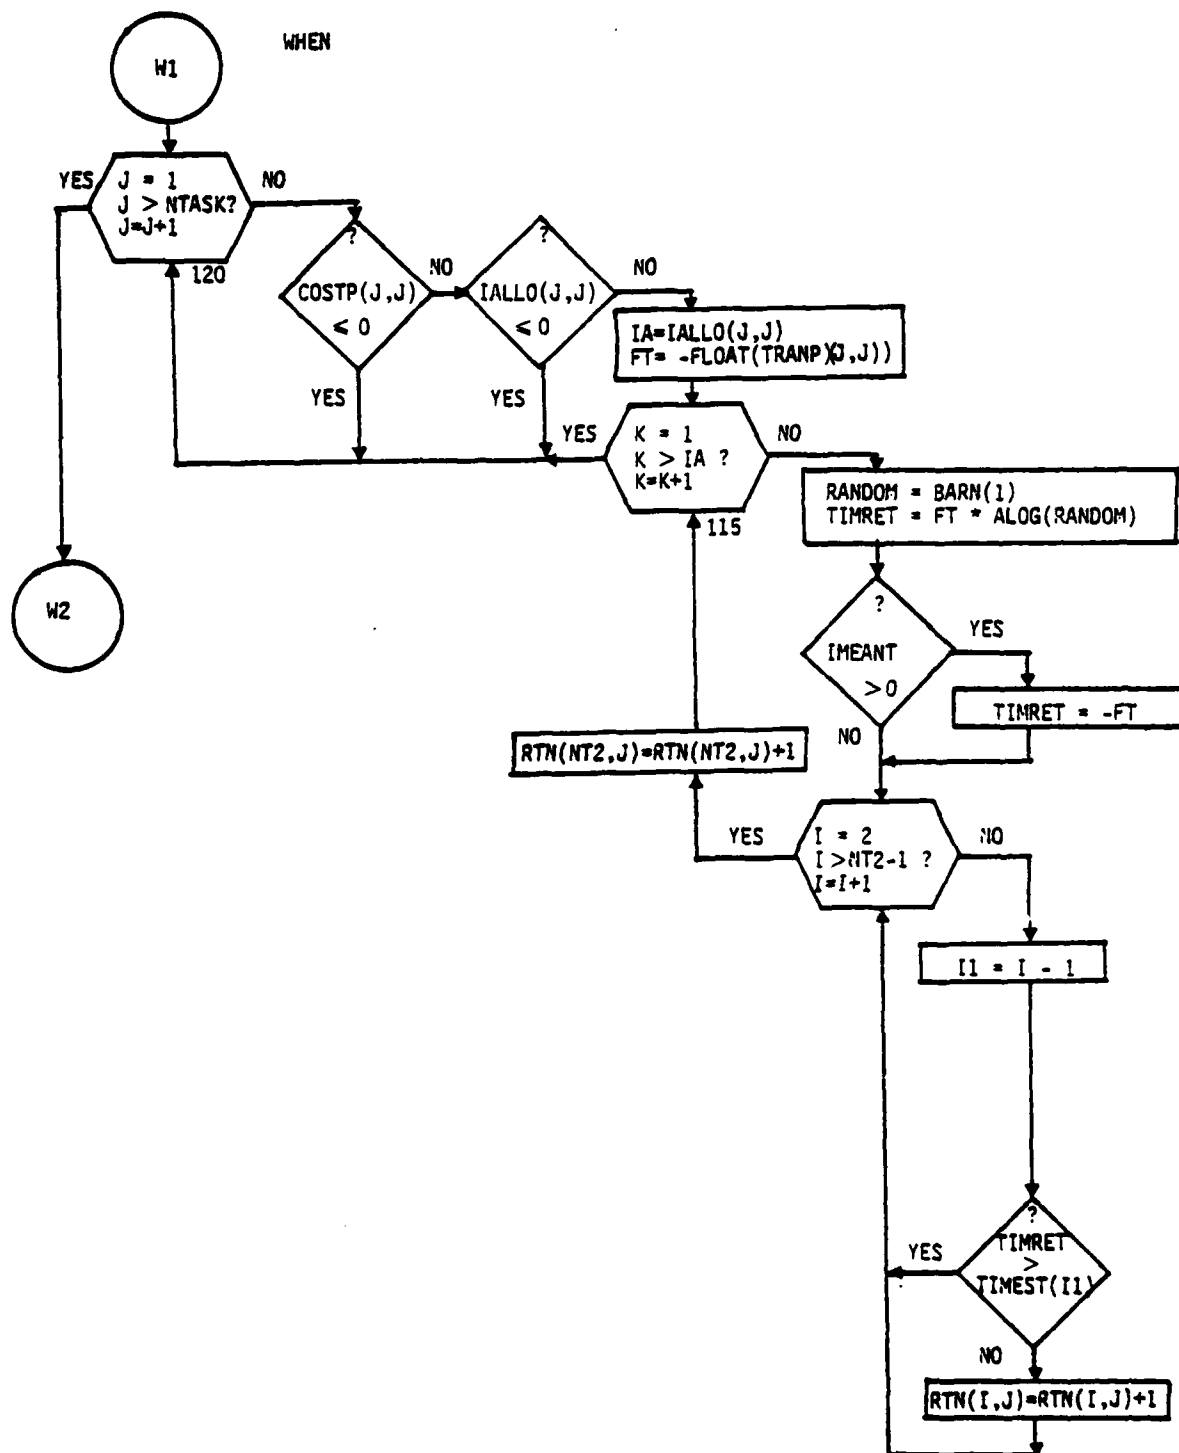 WHEN
W1
YES
J = 1
J > NTASK?
J=J+1
NO
120
?
COSTP(J,J)
≤ 0
NO
YES
?
IALLO(J,J)
≤ 0
NO
YES
IA=IALLO(J,J)
FT= -FLOAT(TRANP)(J,J))
YES
K = 1
K > IA ?
K=K+1
NO
115
RANDOM = BARN(1)
TIMRET = FT * ALOG(RANDOM)
W2
?
IMEANT
>0
YES
TIMRET = -FT
NO
RTN(NT2,J)=RTN(NT2,J)+1
YES
I = 2
I >NT2-1 ?
I=I+1
NO
I1 = I - 1
?
TIMRET
>
TIMEST(I1)
YES
NO
RTN(I,J)=RTN(I,J)+1